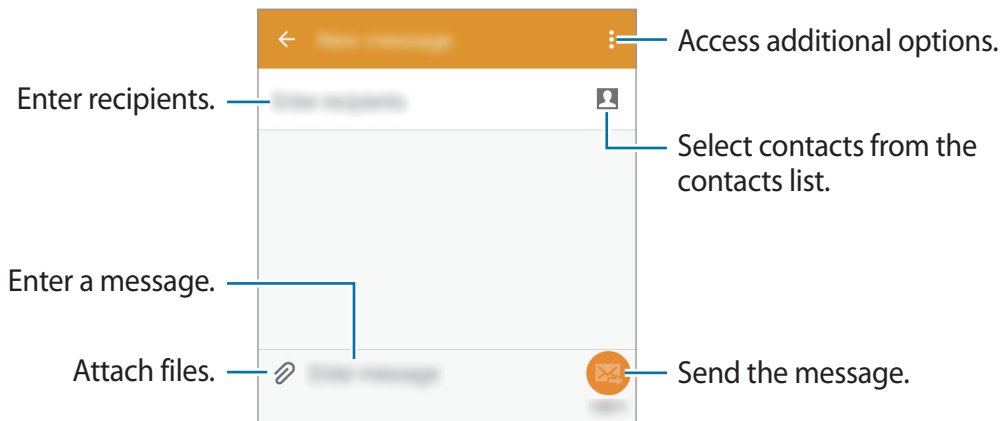 Access additional options.
Enter recipients.
Select contacts from the
contacts list.
Enter a message.
Attach files.
Send the message.